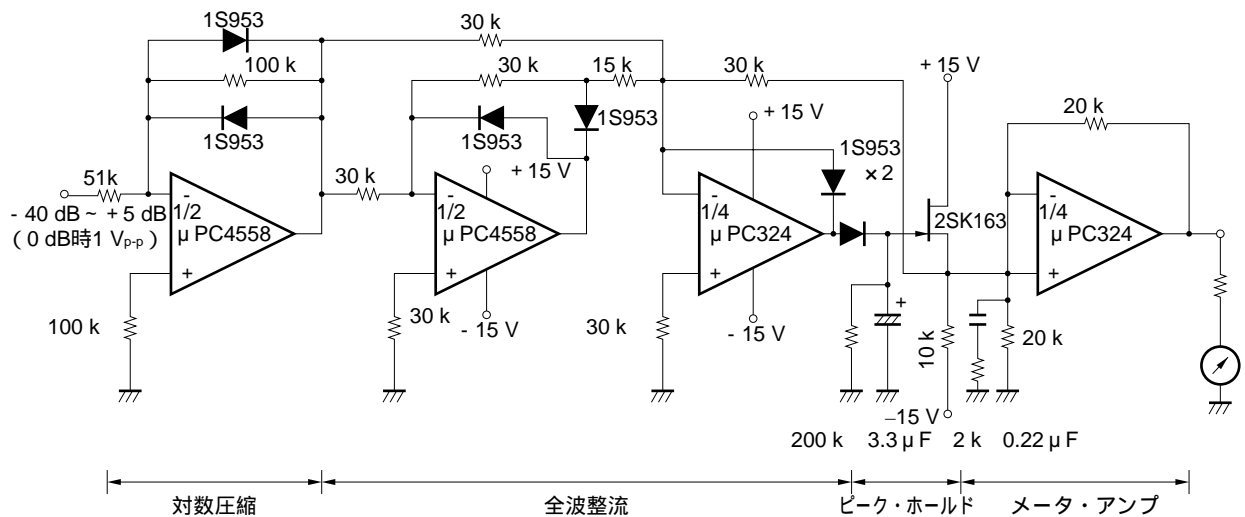 1S953
100 k
1S953
51k
- 40 dB ~ + 5 dB
( 0 dB時1 Vp-p )
-
1/2
μ PC4558
+
100 k
30 k
30 k
15 k
1S953
1S953
+ 15 V
30 k
-
1/2
μ PC4558
+
30 k
- 15 V
30 k
+ 15 V
1S953
× 2
-
1/4
μ PC324
+
30 k
- 15 V
+ 15 V
2SK163
20 k
-
1/4
μ PC324
+
+
10 k
20 k
−15 V
200 k
3.3 μ F
2 k
0.22 μ F
対数圧縮
全波整流
ピーク・ホールド
メータ・アンプ